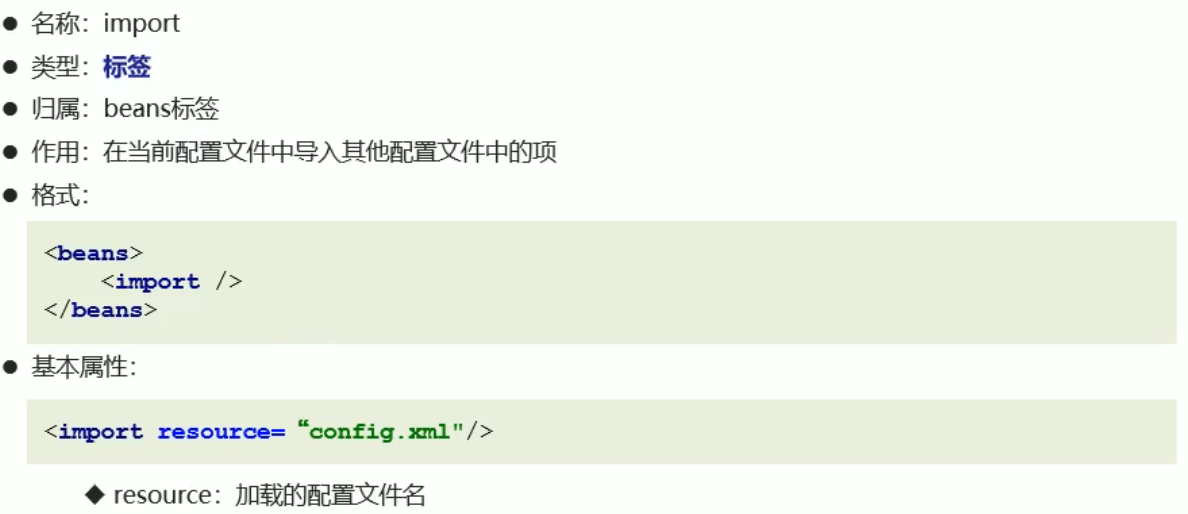 ● 名称：import
● 类型：标签
● 归属：beans标签
● 作用：在当前配置文件中导入其他配置文件中的项
● 格式：
<beans>
    <import />
</beans>
● 基本属性：
<import resource=“config.xml"/>
◆ resource：加载的配置文件名